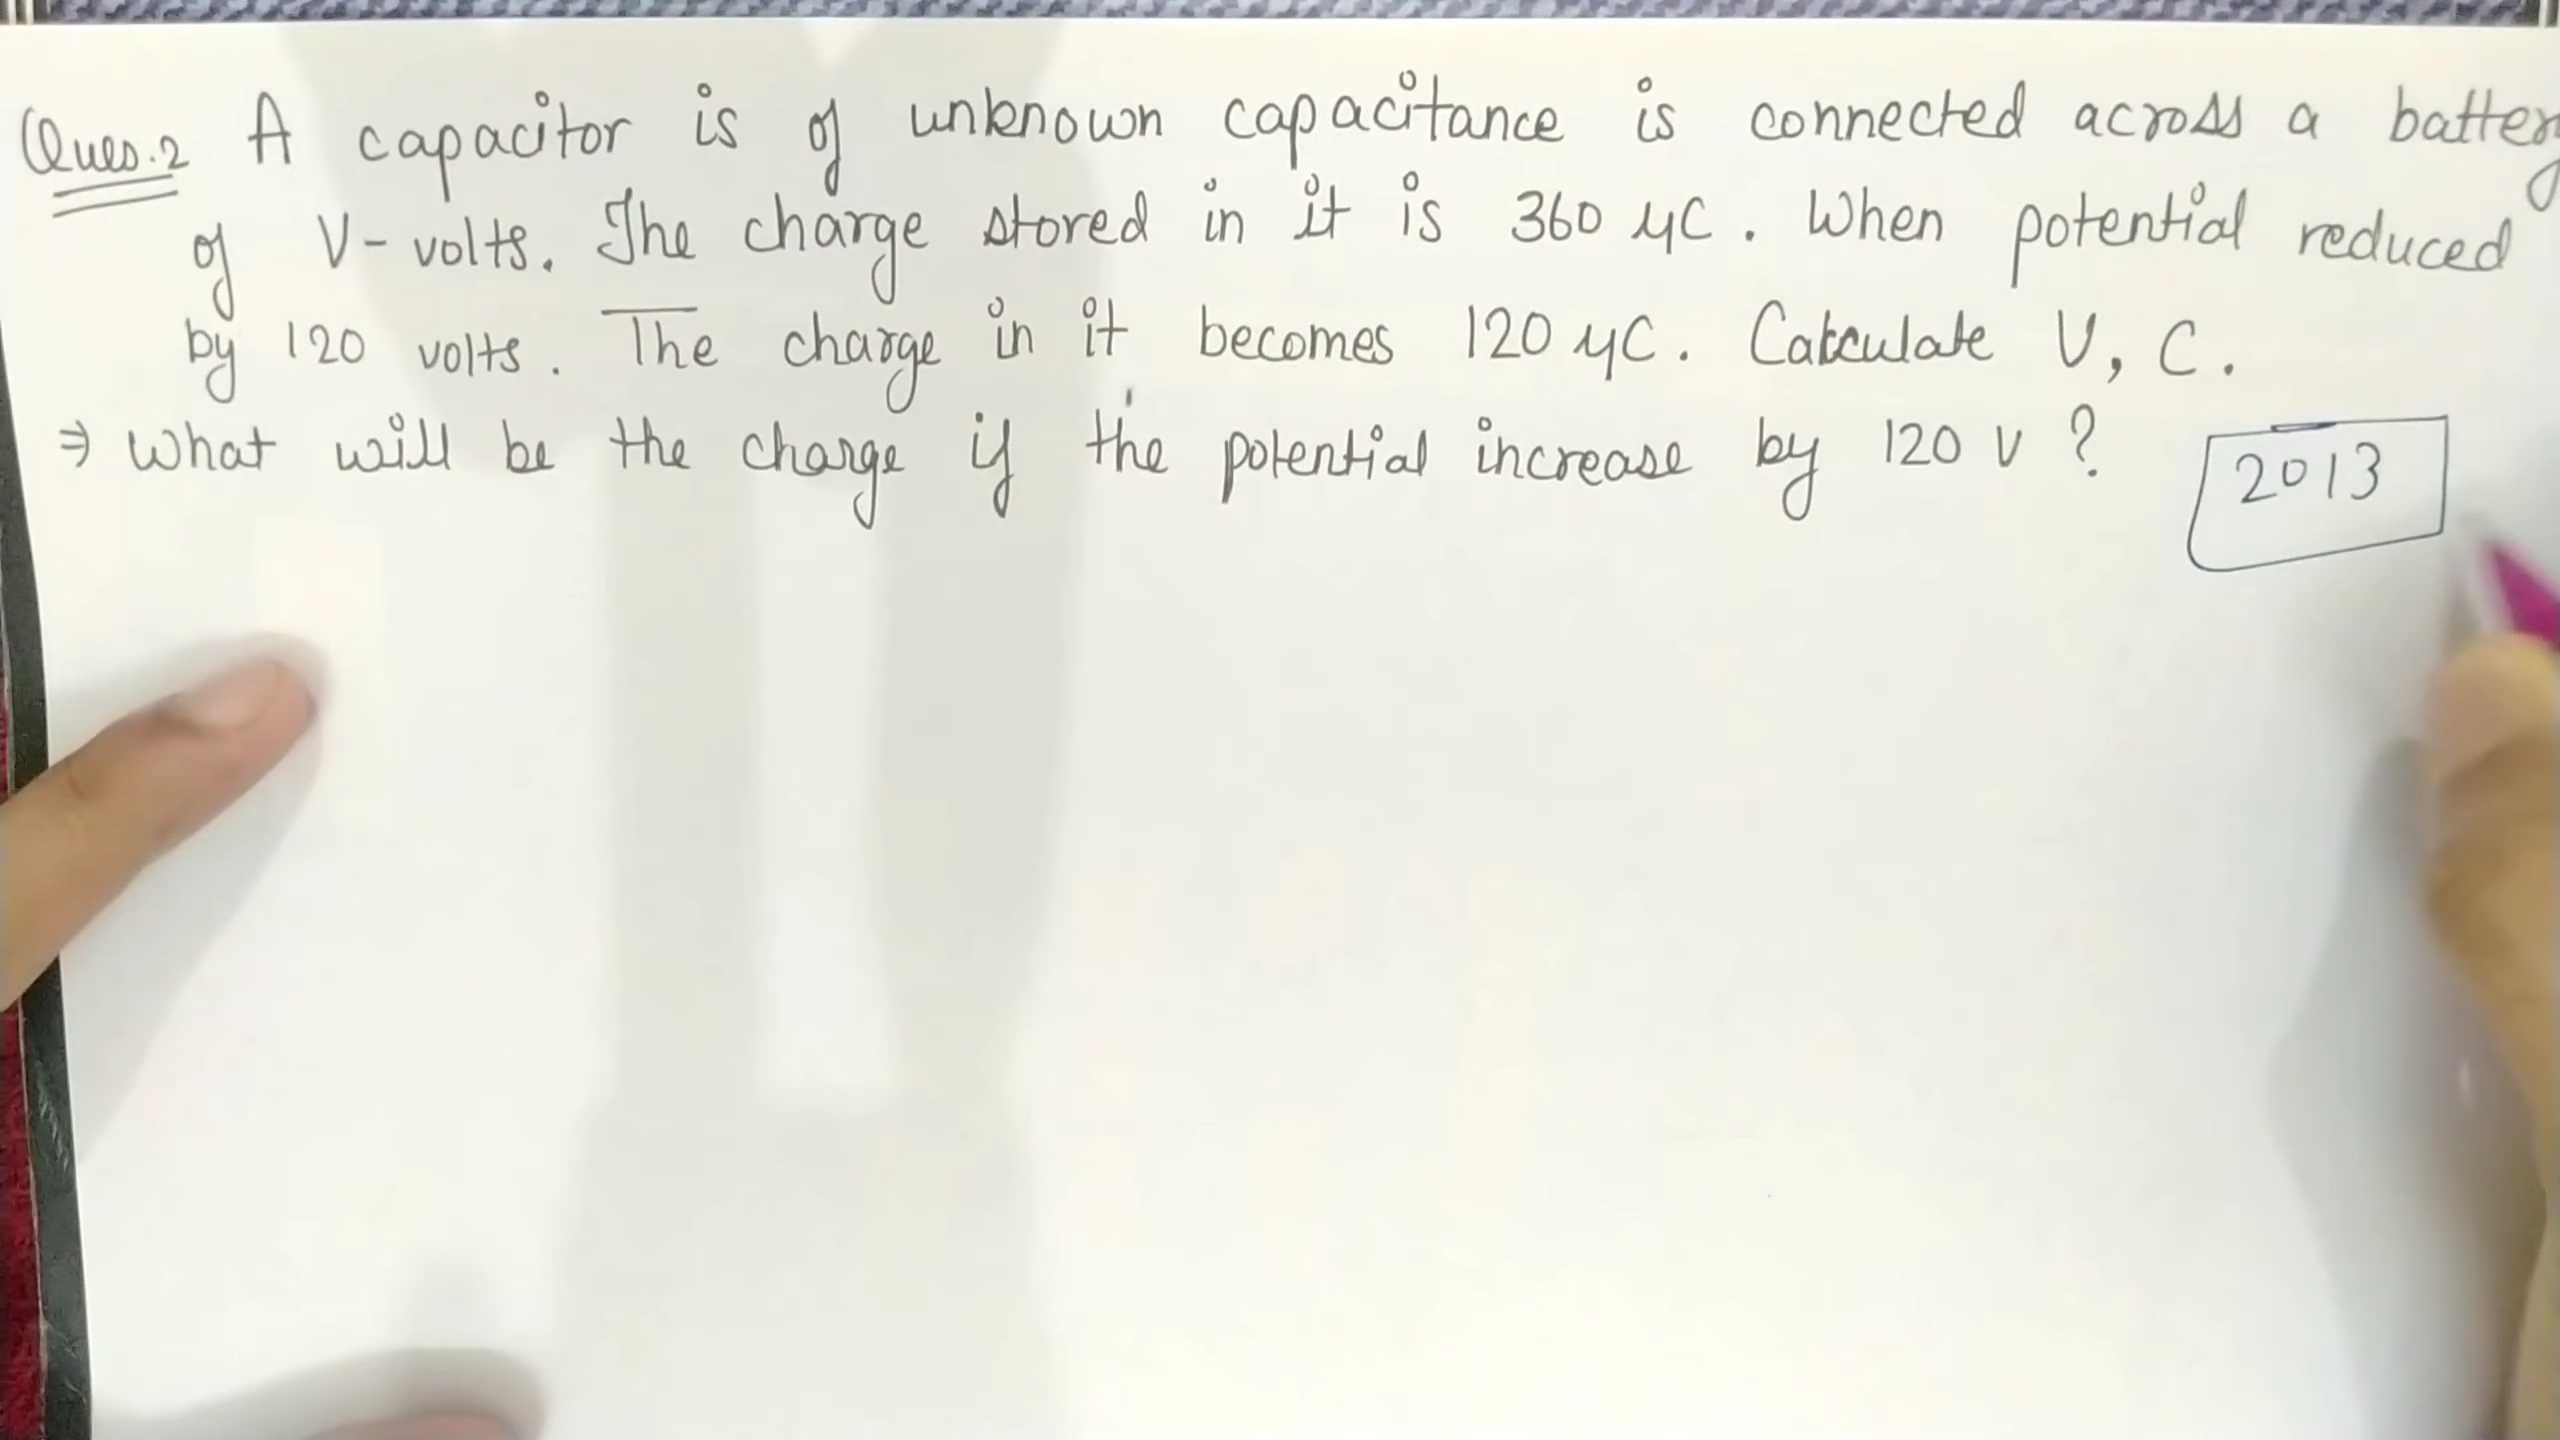 Ques.2 A capacitor is of unknown capacitance is connected across a battery
of V-volts. The charge stored in it is 360 μC. When potential reduced
by 120 volts. The charge in it becomes 120 μC. Calculate V, C.
⇒ What will be the charge if the potential increase by 120 V ?
2013